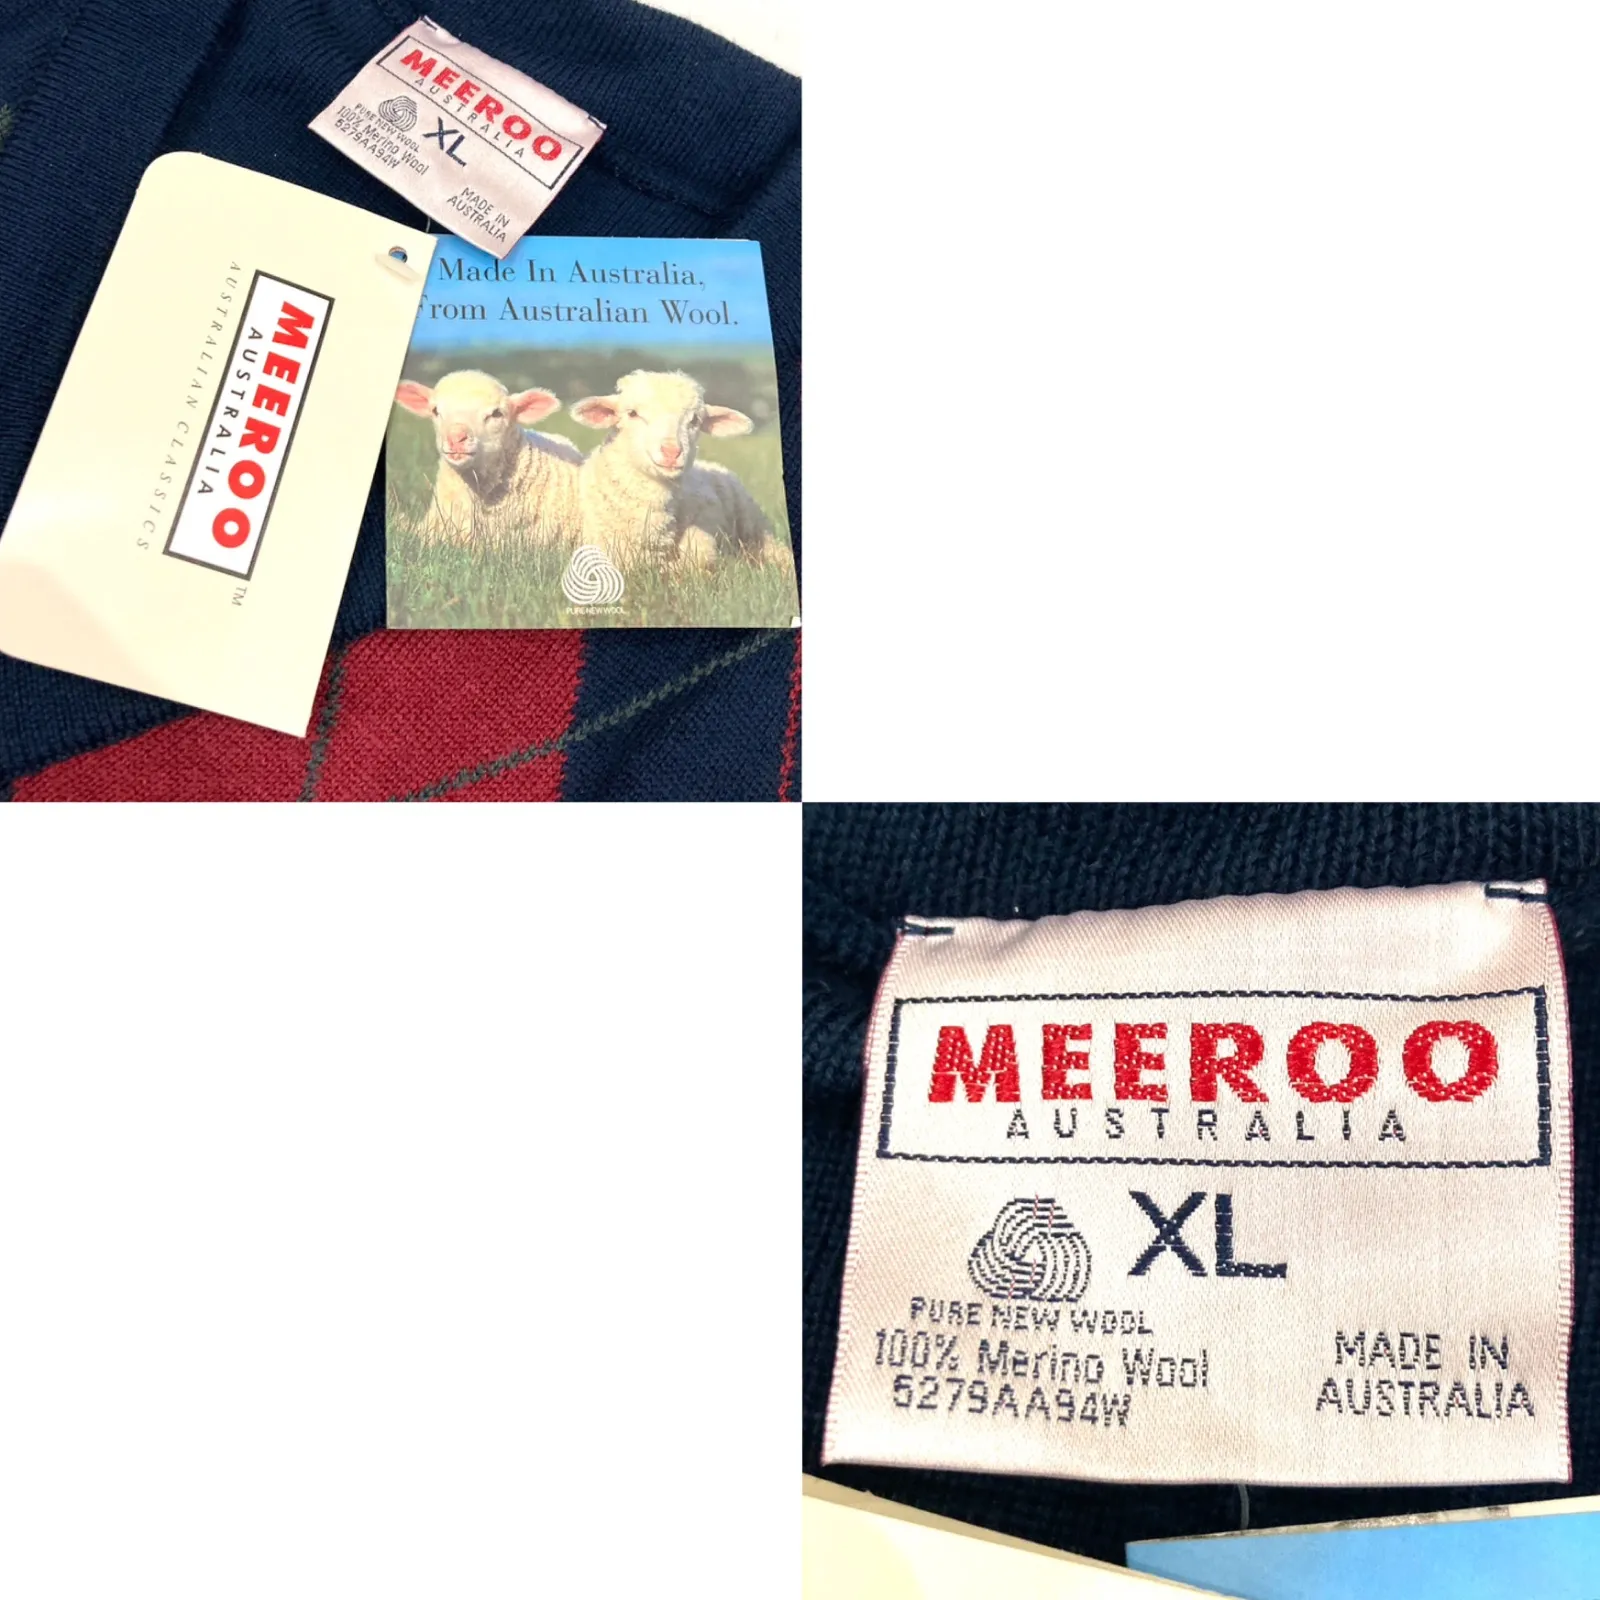 MEEROO
AUSTRALIA
XL
PURE NEW WOOL
100% Merino Wool
5279AA94W
MADE IN
AUSTRALIA
MEEROO
AUSTRALIA
TM
AUSTRALIAN CLASSICS
Made In Australia,
From Australian Wool.
PURE NEW WOOL
MEEROO
AUSTRALIA
XL
PURE NEW WOOL
100% Merino Wool
5279AA94W
MADE IN
AUSTRALIA